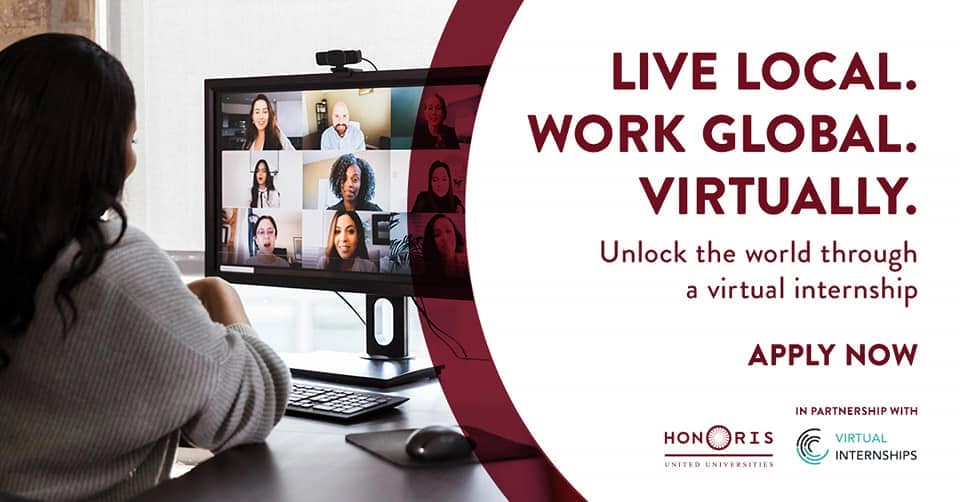 LIVE LOCAL.
WORK GLOBAL.
VIRTUALLY.
Unlock the world through
a virtual internship
APPLY NOW
IN PARTNERSHIP WITH
HONORIS
UNITED UNIVERSITIES
VIRTUAL
INTERNSHIPS